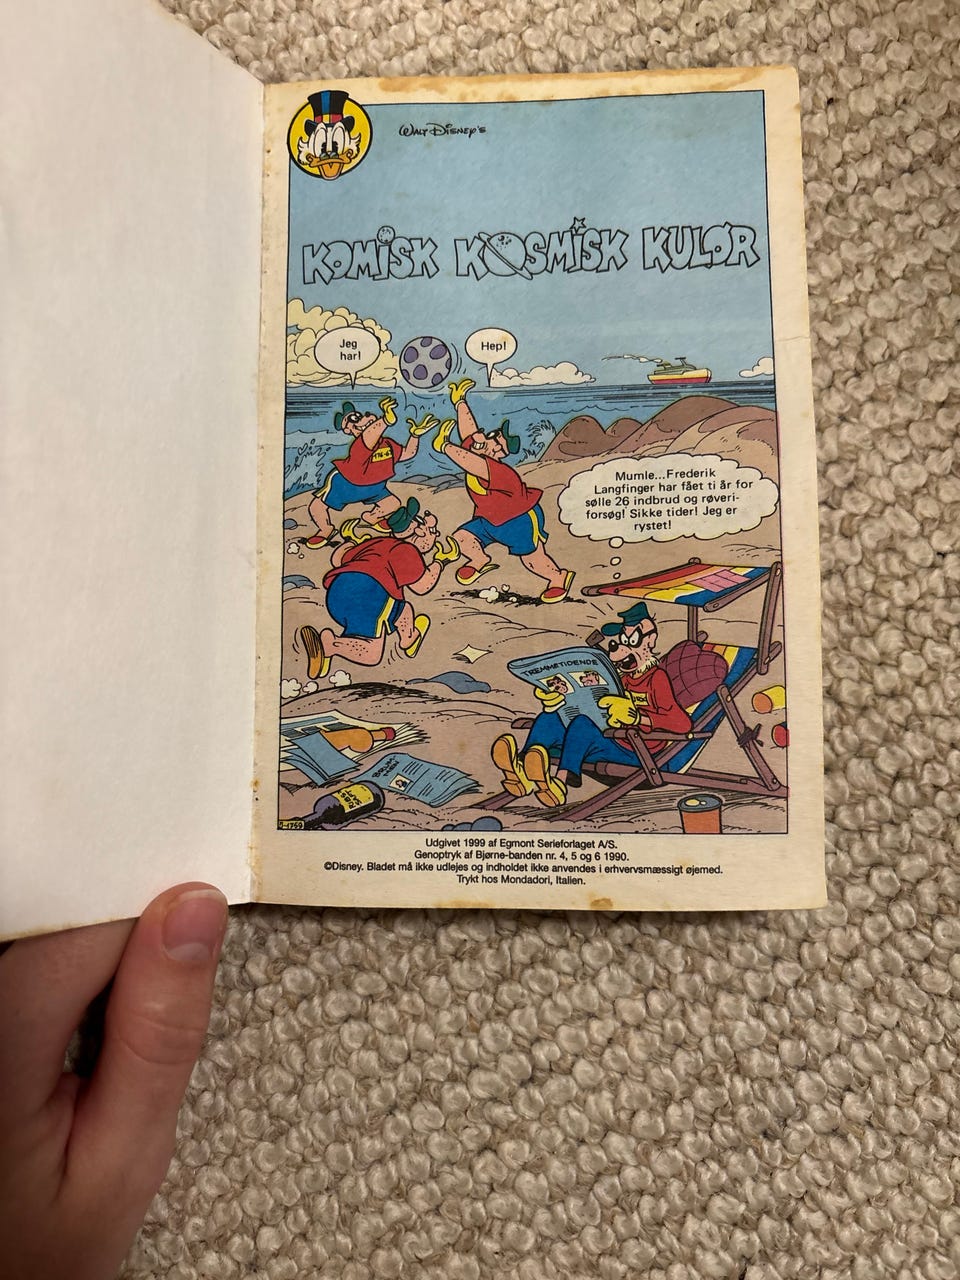 WALT DISNEY'S
KOMISK KOSMISK KULØR
Jeg
har!
Hep!
Mumle...Frederik
Langfinger har fået ti år for
sølle 26 indbrud og røveri-
forsøg! Sikke tider! Jeg er
rystet!
TREMMETIDENDE
Udgivet 1999 af Egmont Serieforlaget A/S.
Genoptryk af Bjørne-banden nr. 4, 5 og 6 1990.
©Disney. Bladet må ikke udlejes og indholdet ikke anvendes i erhvervsmæssigt øjemed.
Trykt hos Mondadori, Italien.